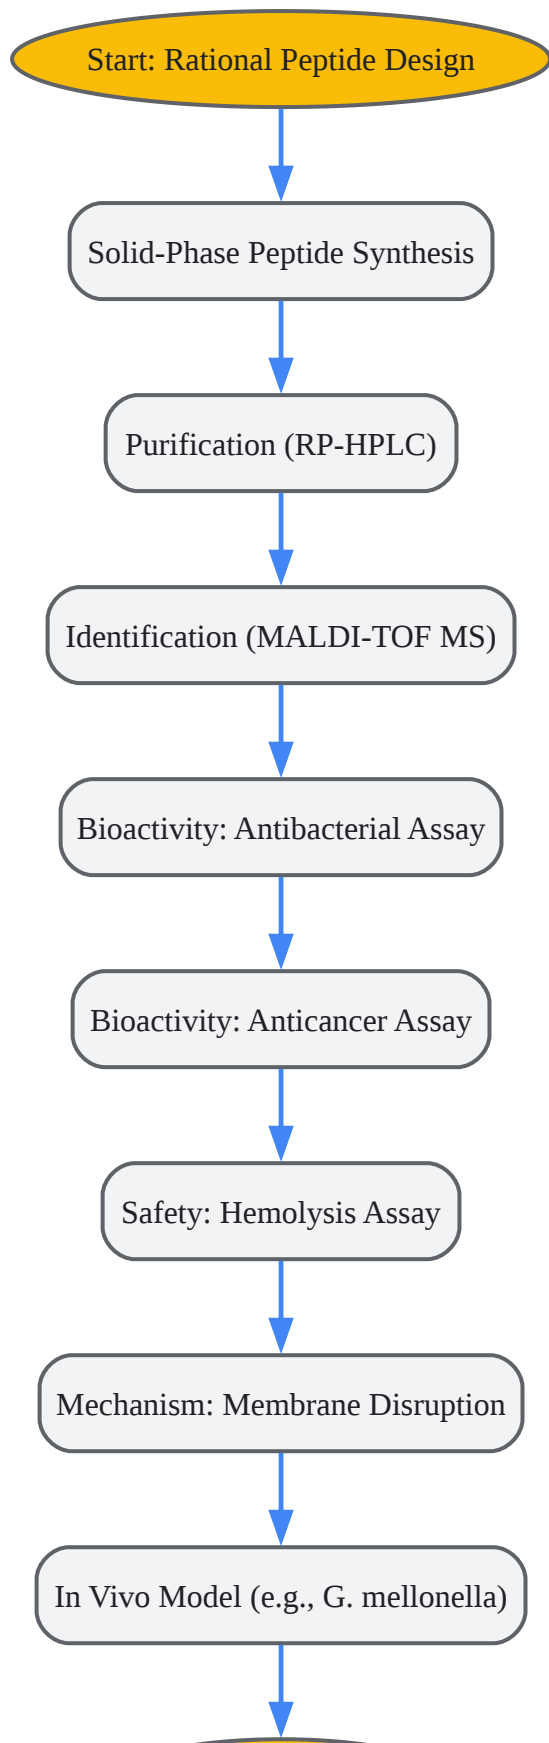 Start: Rational Peptide Design
Solid-Phase Peptide Synthesis
Purification (RP-HPLC)
Identification (MALDI-TOF MS)
Bioactivity: Antibacterial Assay
Bioactivity: Anticancer Assay
Safety: Hemolysis Assay
Mechanism: Membrane Disruption
In Vivo Model (e.g., G. mellonella)